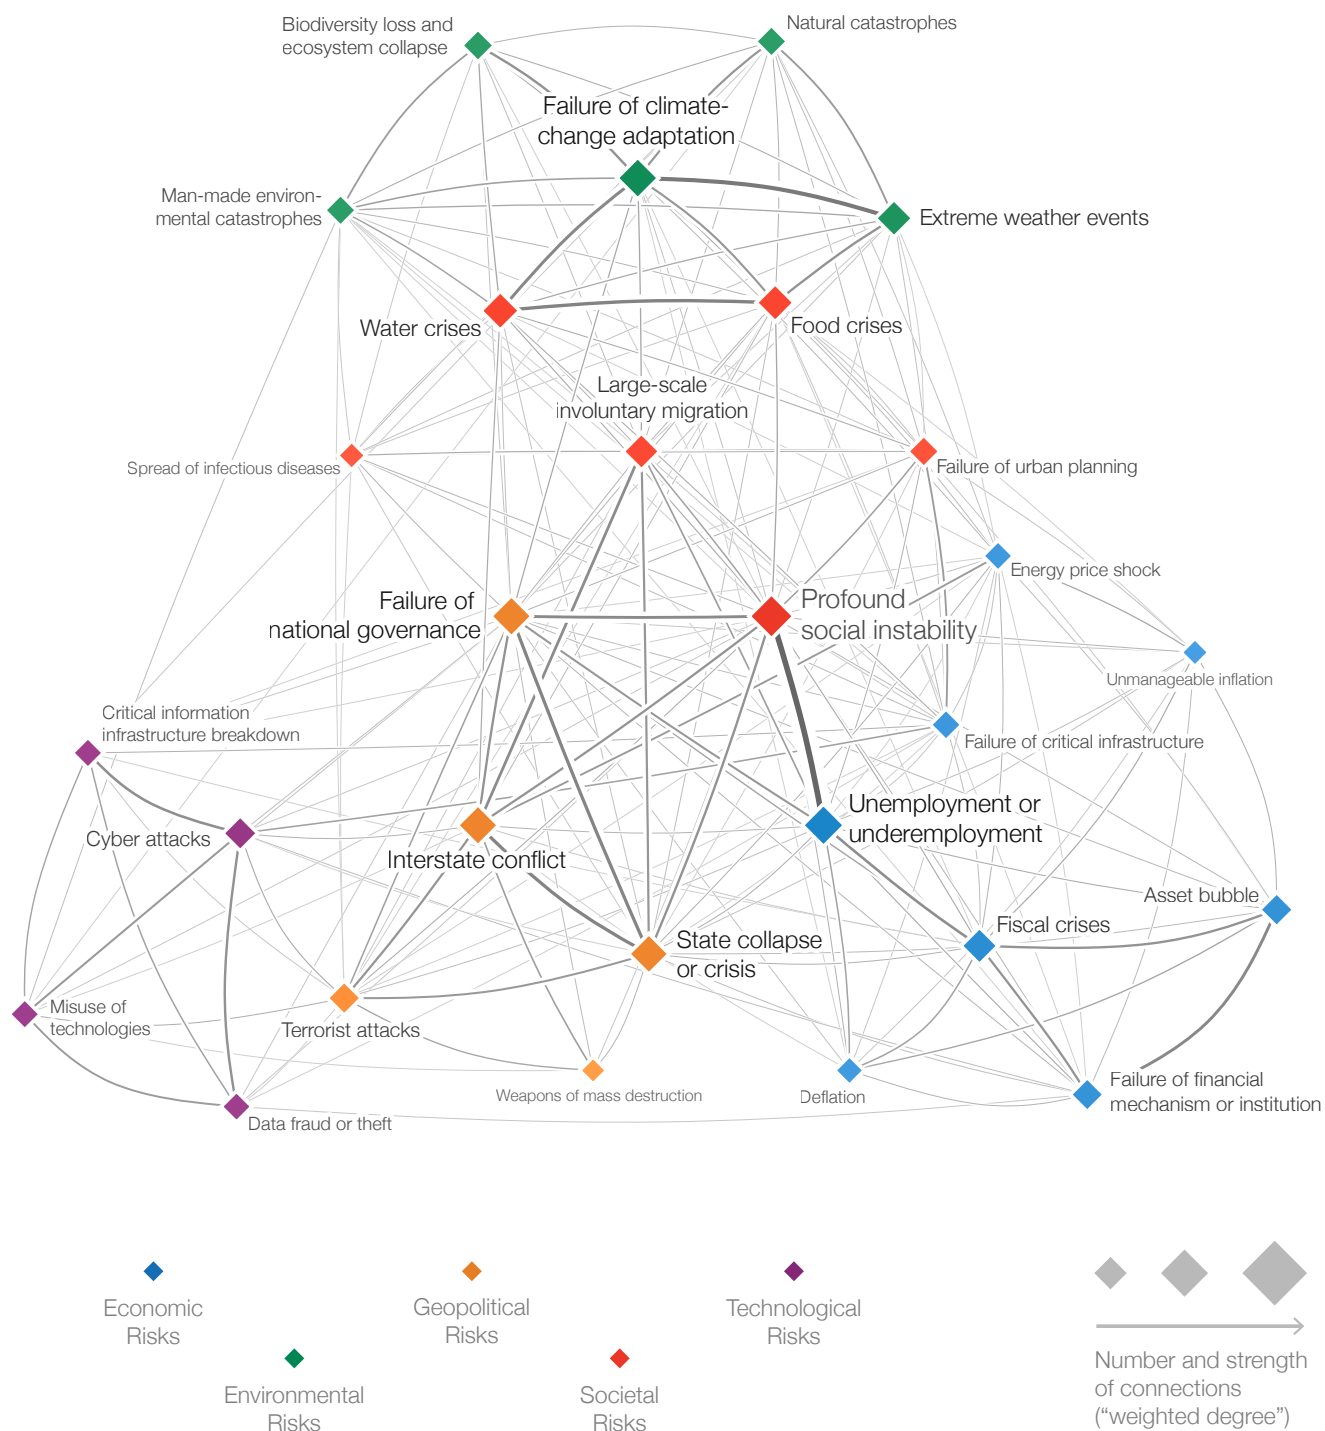 Biodiversity loss and
ecosystem collapse
Natural catastrophes
Failure of climate-
change adaptation
Man-made environ-
mental catastrophes
Extreme weather events
Water crises
Food crises
Large-scale
involuntary migration
Spread of infectious diseases
Failure of urban planning
Energy price shock
Failure of
national governance
Profound
social instability
Unmanageable inflation
Critical information
infrastructure breakdown
Failure of critical infrastructure
Cyber attacks
Interstate conflict
Unemployment or
underemployment
Asset bubble
Fiscal crises
State collapse
or crisis
Misuse of
technologies
Terrorist attacks
Weapons of mass destruction
Deflation
Failure of financial
mechanism or institution
Data fraud or theft
Economic
Risks
Geopolitical
Risks
Technological
Risks
Environmental
Risks
Societal
Risks
Number and strength
of connections
(“weighted degree”)